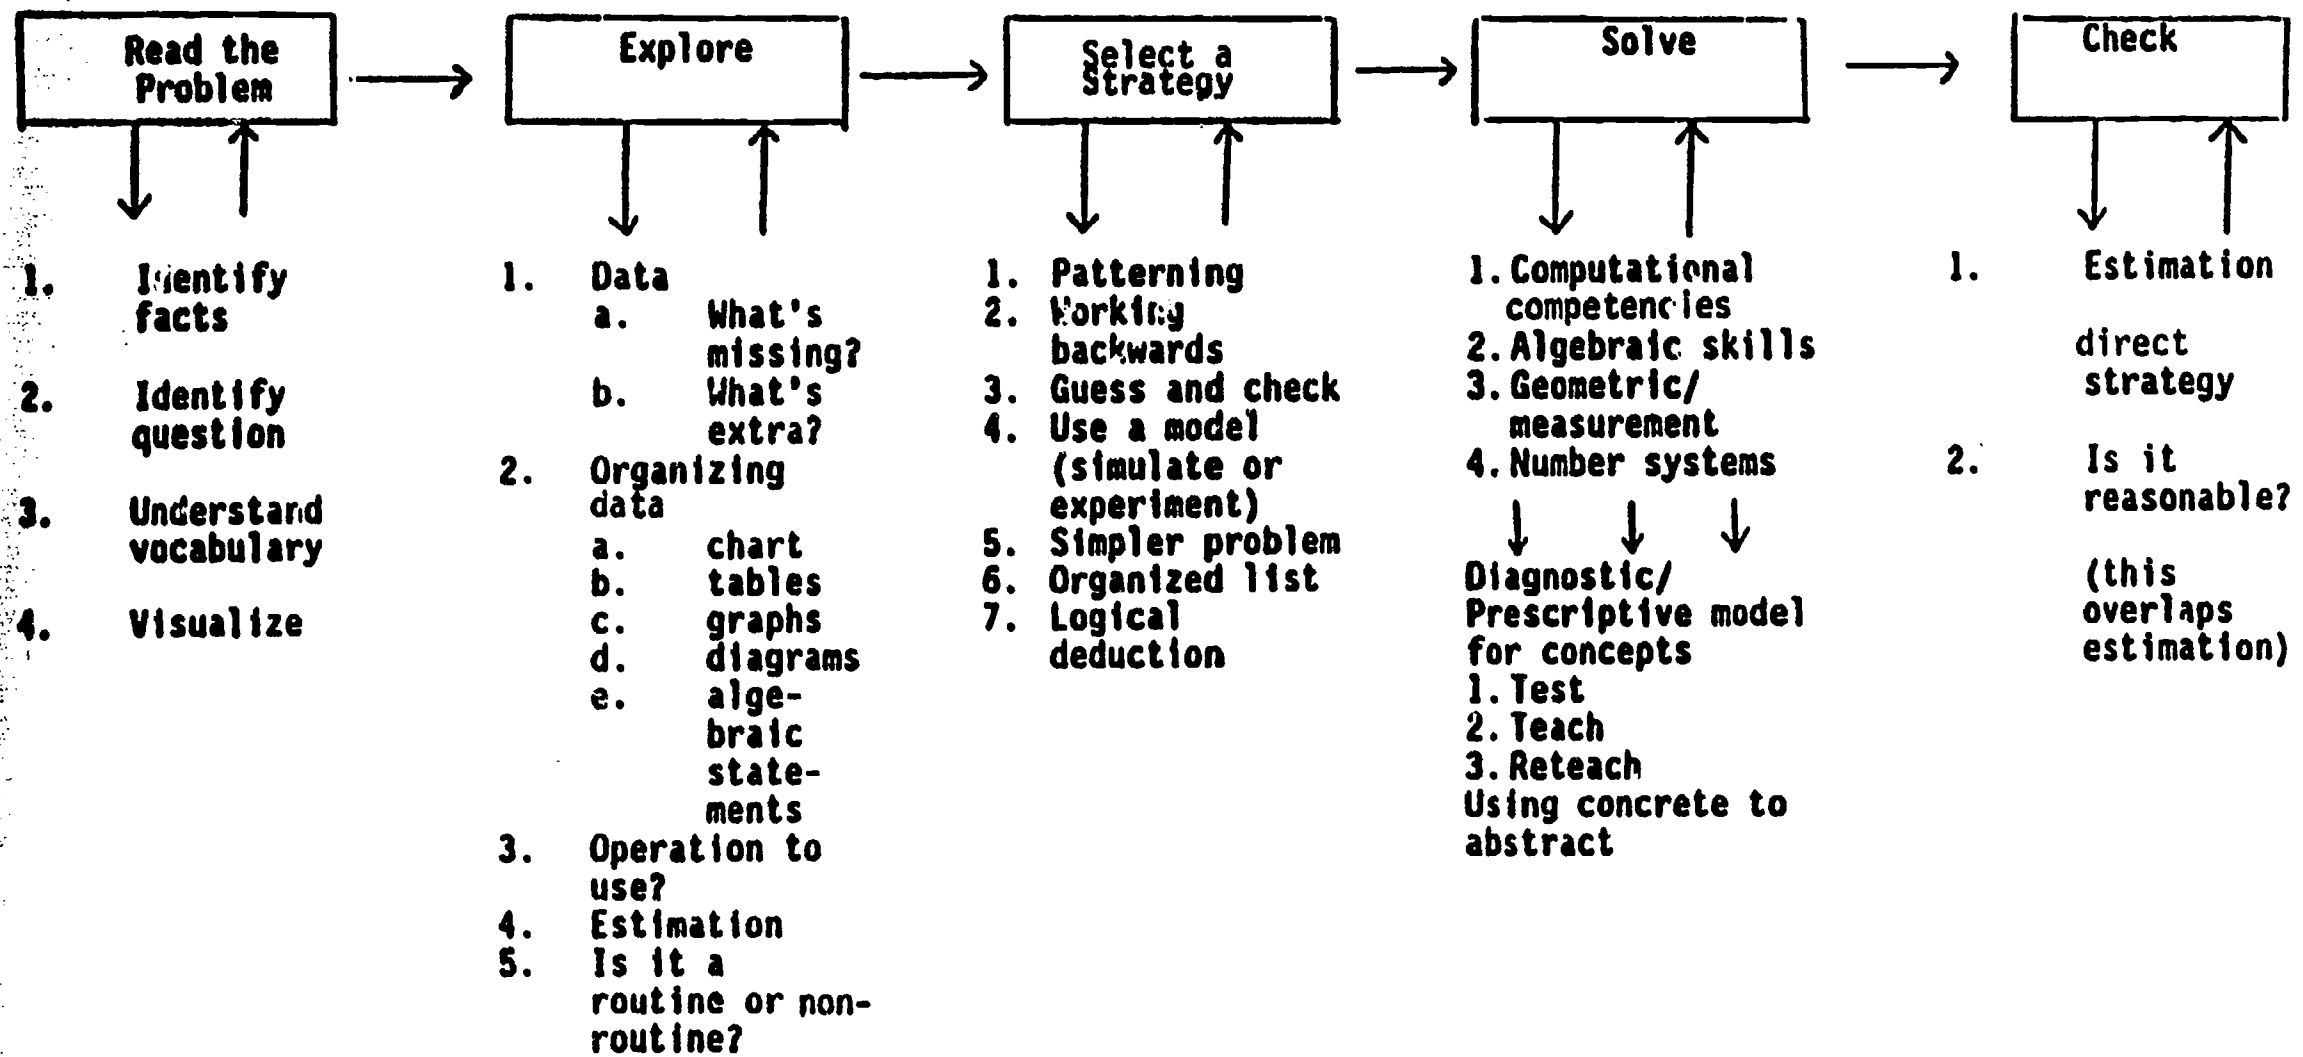 Read the
Problem
Explore
Select a
Strategy
Solve
Check
1. Identify
facts
2. Identify
question
3. Understand
vocabulary
4. Visualize
1. Data
a. What's
missing?
b. What's
extra?
2. Organizing
data
a. chart
b. tables
c. graphs
d. diagrams
e. alge-
braic
state-
ments
3. Operation to
use?
4. Estimation
5. Is it a
routine or non-
routine?
1. Patterning
2. Working
backwards
3. Guess and check
4. Use a model
(simulate or
experiment)
5. Simpler problem
6. Organized list
7. Logical
deduction
1. Computational
competencies
2. Algebraic skills
3. Geometric/
measurement
4. Number systems
Diagnostic/
Prescriptive model
for concepts
1. Test
2. Teach
3. Reteach
Using concrete to
abstract
1. Estimation
direct
strategy
2. Is it
reasonable?
(this
overlaps
estimation)